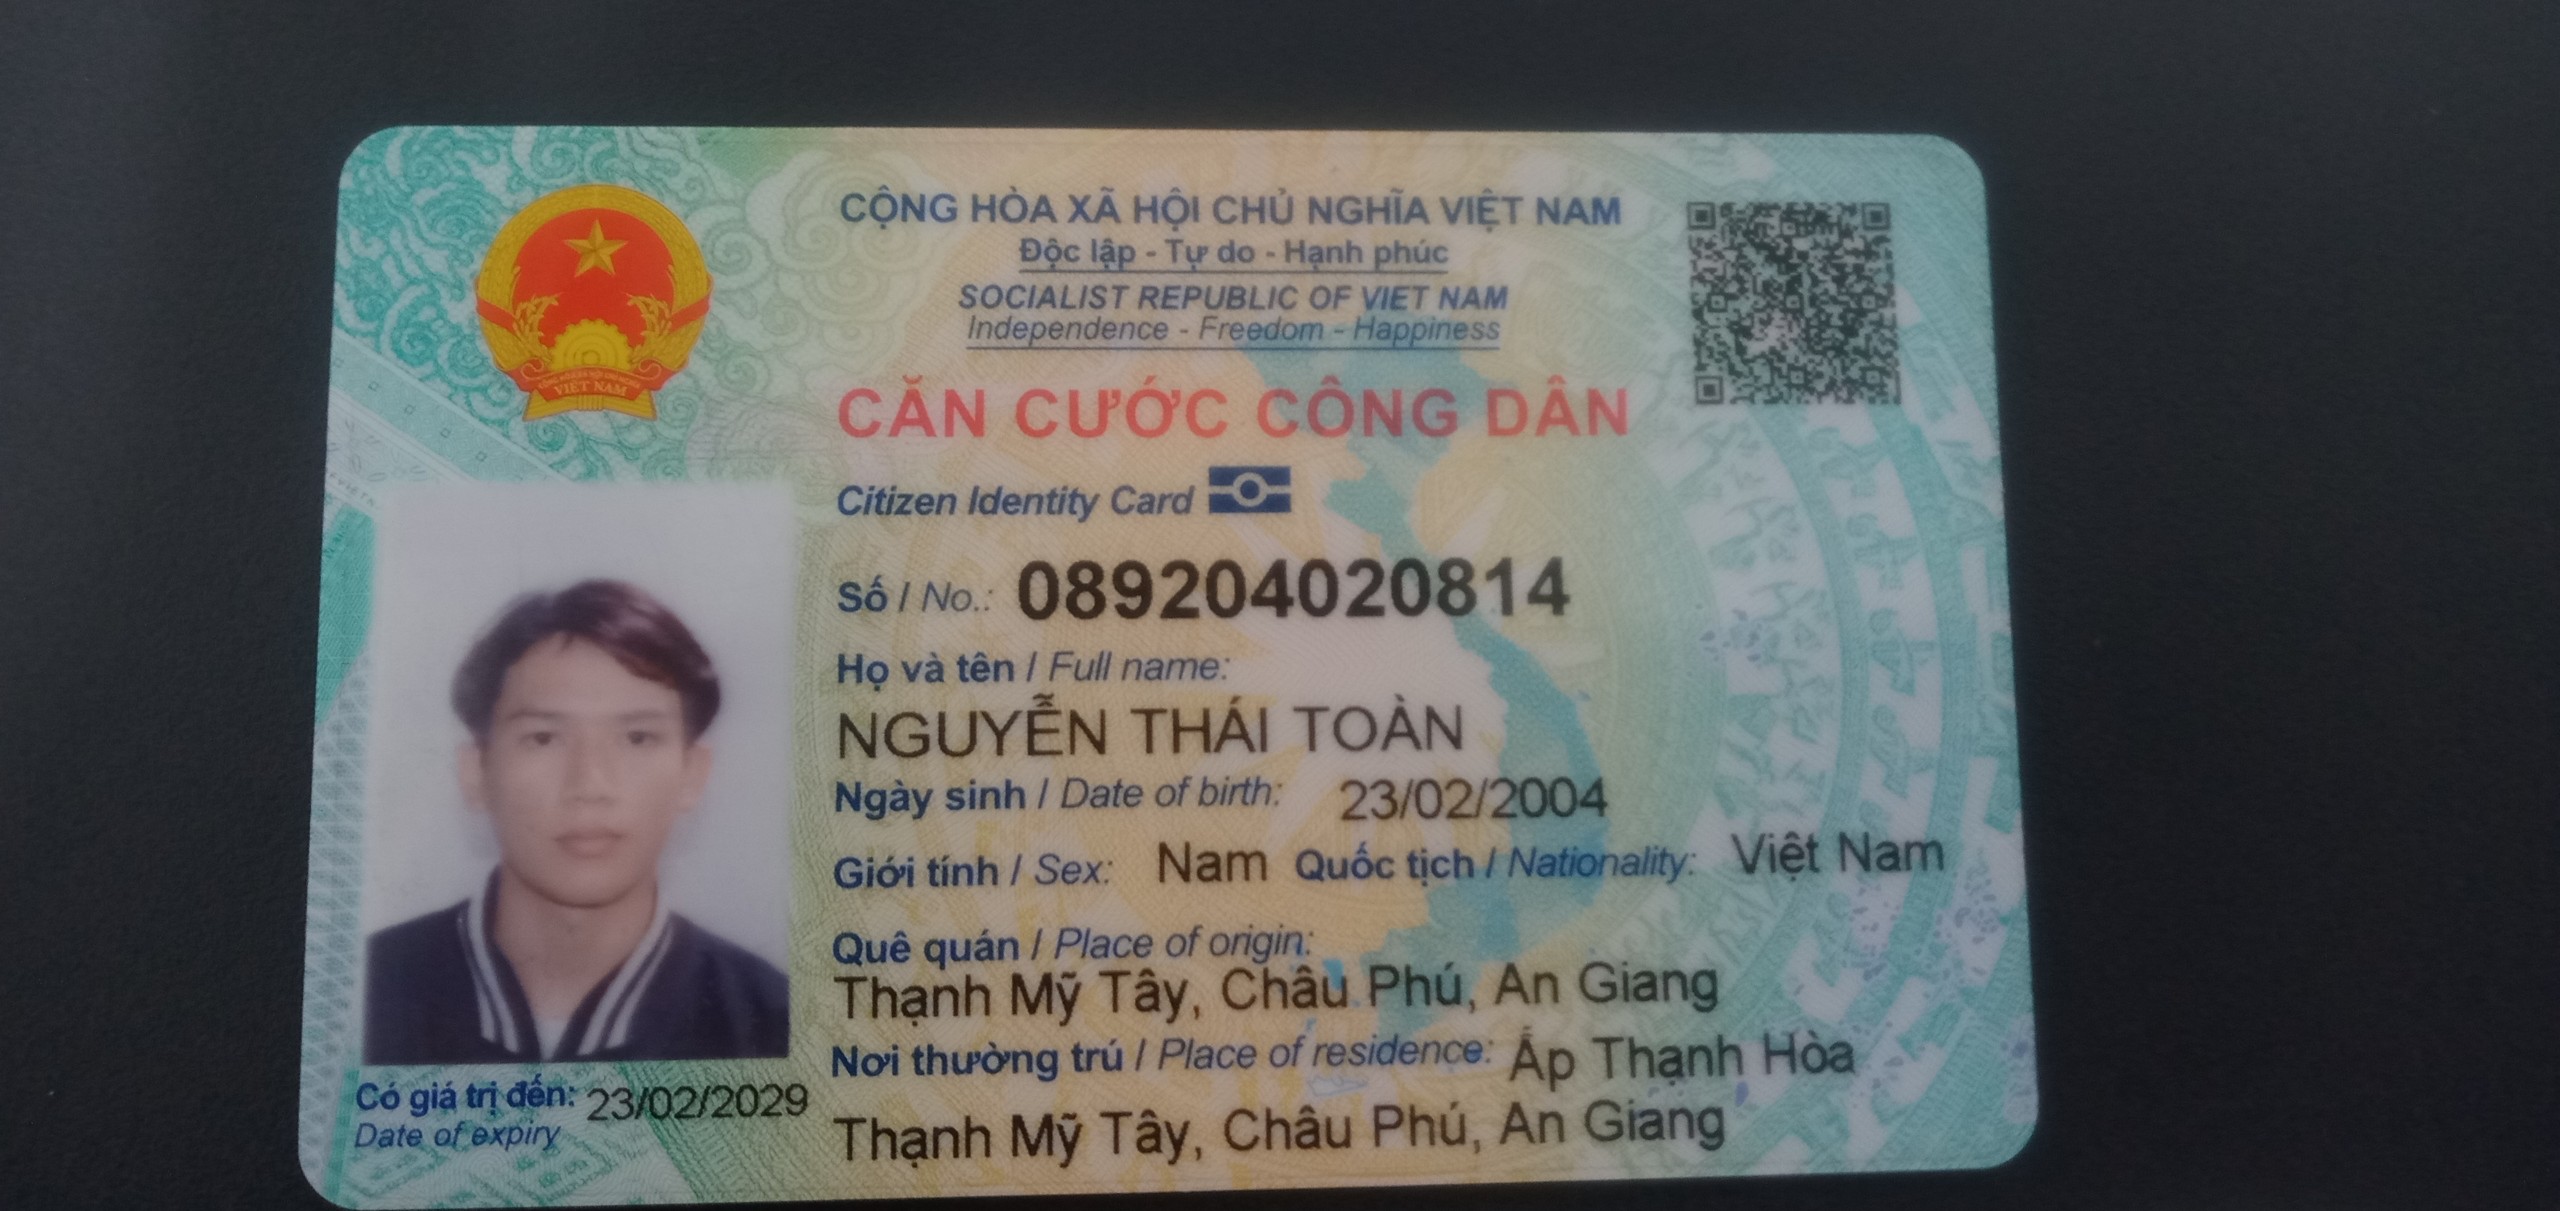 CỘNG HÒA XÃ HỘI CHỦ NGHĨA VIỆT NAM
Độc lập - Tự do - Hạnh phúc
SOCIALIST REPUBLIC OF VIET NAM
Independence - Freedom - Happiness
CĂN CƯỚC CÔNG DÂN
Citizen Identity Card
Số / No.: 089204020814
Họ và tên / Full name:
NGUYỄN THÁI TOÀN
Ngày sinh / Date of birth: 23/02/2004
Giới tính / Sex: Nam Quốc tịch / Nationality: Việt Nam
Quê quán / Place of origin:
Thạnh Mỹ Tây, Châu Phú, An Giang
Nơi thường trú / Place of residence: Ấp Thạnh Hòa
Thạnh Mỹ Tây, Châu Phú, An Giang
Có giá trị đến: 23/02/2029
Date of expiry
VIỆT NAM